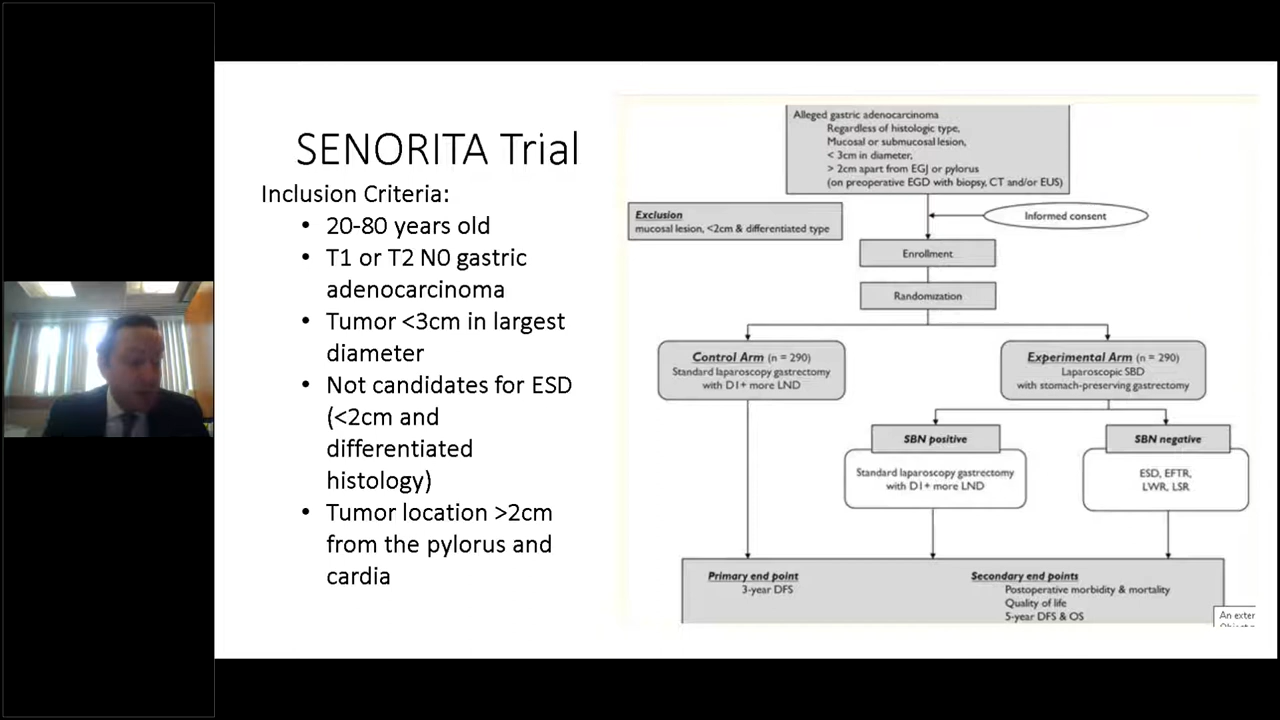 SENORITA Trial
Inclusion Criteria:
• 20-80 years old
• T1 or T2 N0 gastric
adenocarcinoma
• Tumor <3cm in largest
diameter
• Not candidates for ESD
(<2cm and
differentiated
histology)
• Tumor location >2cm
from the pylorus and
cardia
Alleged gastric adenocarcinoma
Regardless of histologic type,
Mucosal or submucosal lesion,
< 3cm in diameter,
> 2cm apart from EGJ or pylorus
(on preoperative EGD with biopsy, CT and/or EUS)
Exclusion
mucosal lesion, <2cm & differentiated type
Informed consent
Enrollment
Randomization
Control Arm (n = 290)
Standard laparoscopy gastrectomy
with D1+ more LND
Experimental Arm (n = 290)
Laparoscopic SBD
with stomach-preserving gastrectomy
SBN positive
Standard laparoscopy gastrectomy
with D1+ more LND
SBN negative
ESD, EFTR,
LWR, LSR
Primary end point
3-year DFS
Secondary end points
Postoperative morbidity & mortality
Quality of life
5-year DFS & OS
An exter